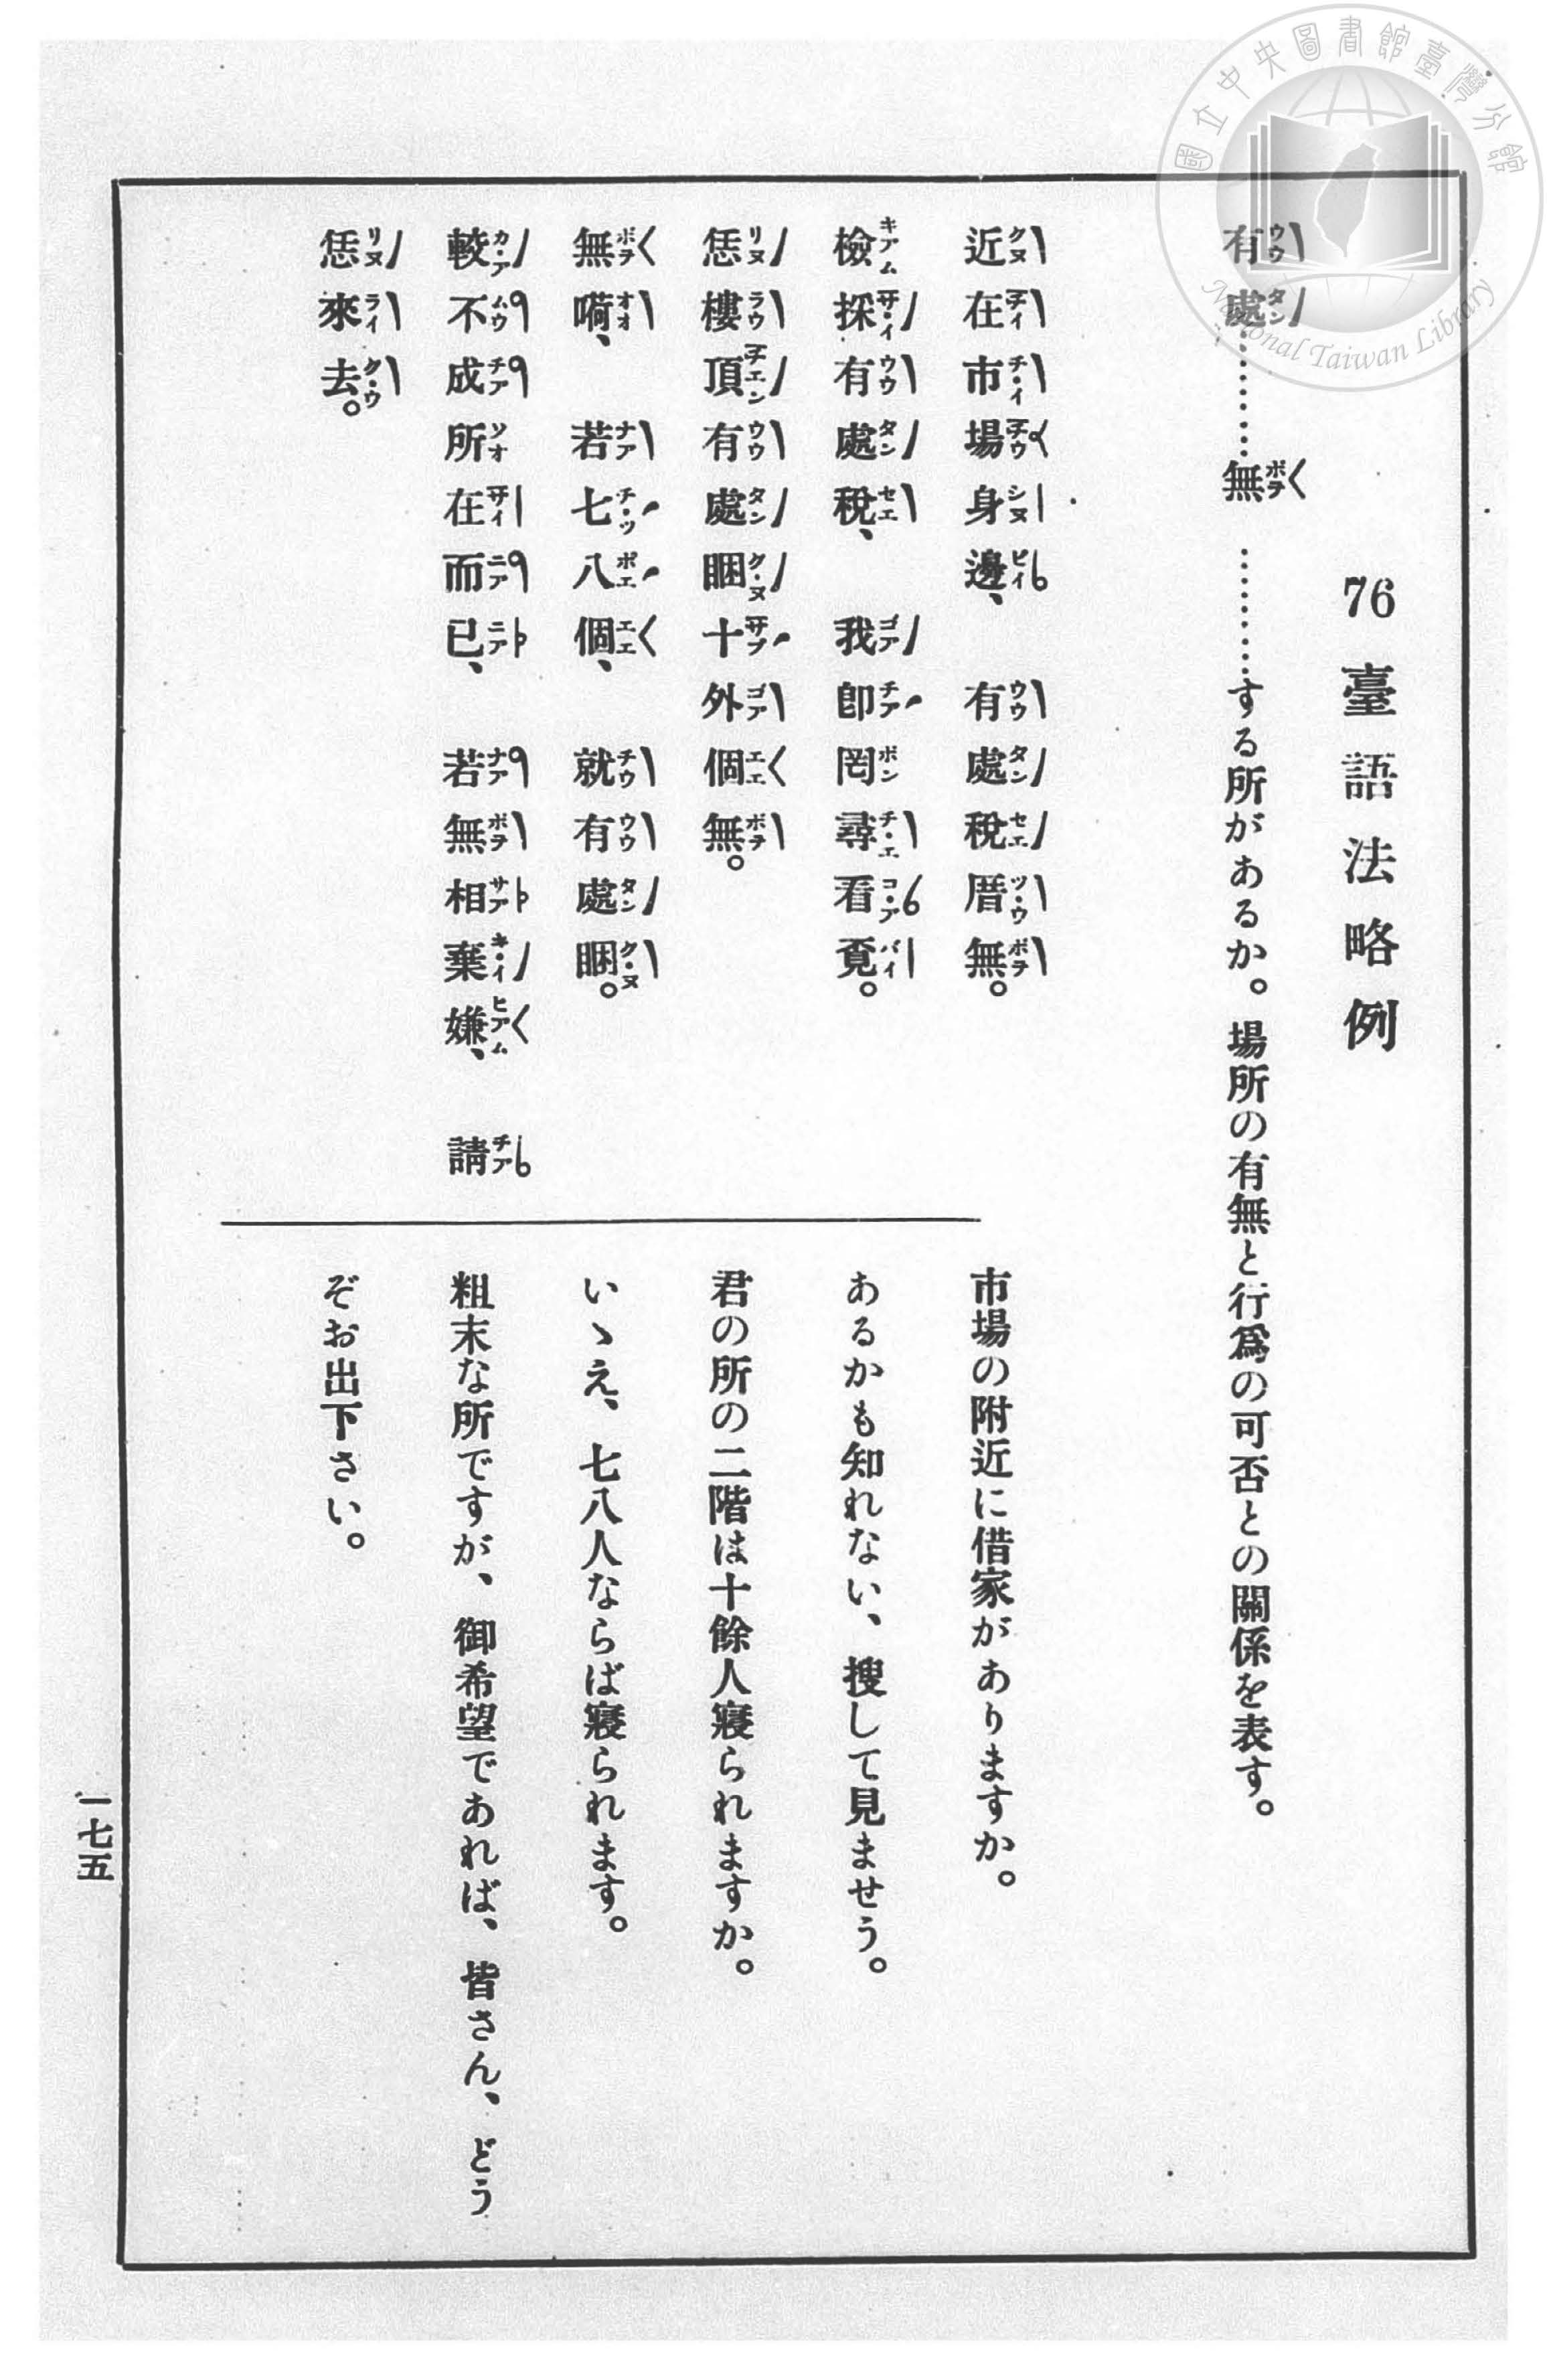 76 臺語法略例
有處………無………する所があるか。場所の有無と行爲の可否との關係を表す。
近在市場身邊、有處稅厝無。
檢採有處稅、我卽罔尋看覔。
恁樓頂有處睏十外個無。
無嗬、若七八個、就有處睏。
較不成所在而已、若無相棄嫌、請
恁來去。
市場の附近に借家がありますか。
あるかも知れない、搜して見ませう。
君の所の二階は十餘人寢られますか。
いゝえ、七八人ならば寢られます。
粗末な所ですが、御希望であれば、皆さん、どう
ぞお出下さい。
一七五
國立中央圖書館臺灣分館
National Taiwan Library